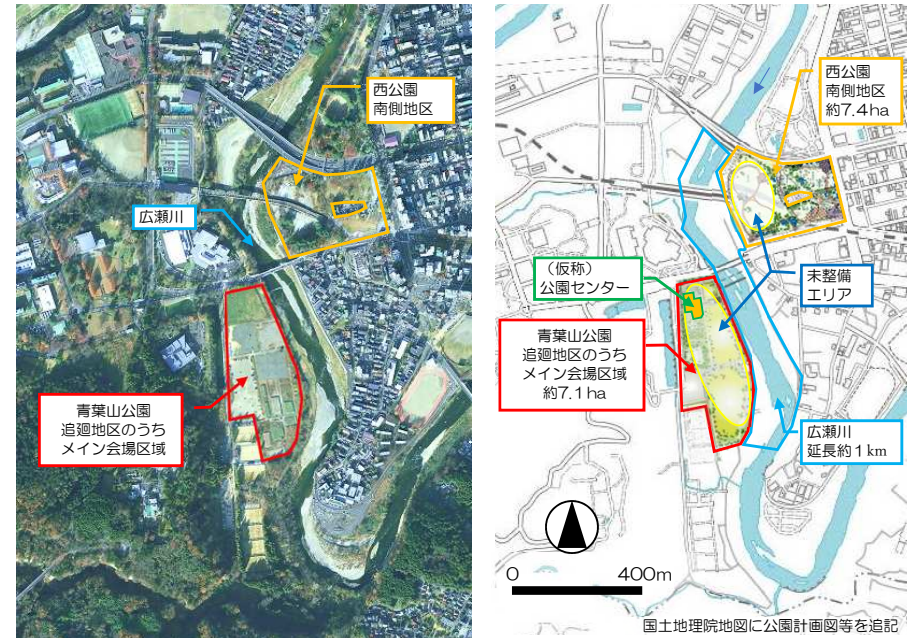 西公園
南側地区
広瀬川
青葉山公園
追廻地区のうち
メイン会場区域
西公園
南側地区
約7.4ha
（仮称）
公園センター
未整備
エリア
青葉山公園
追廻地区のうち
メイン会場区域
約7.1ha
広瀬川
延長約1km
0 400m
国土地理院地図に公園計画図等を追記